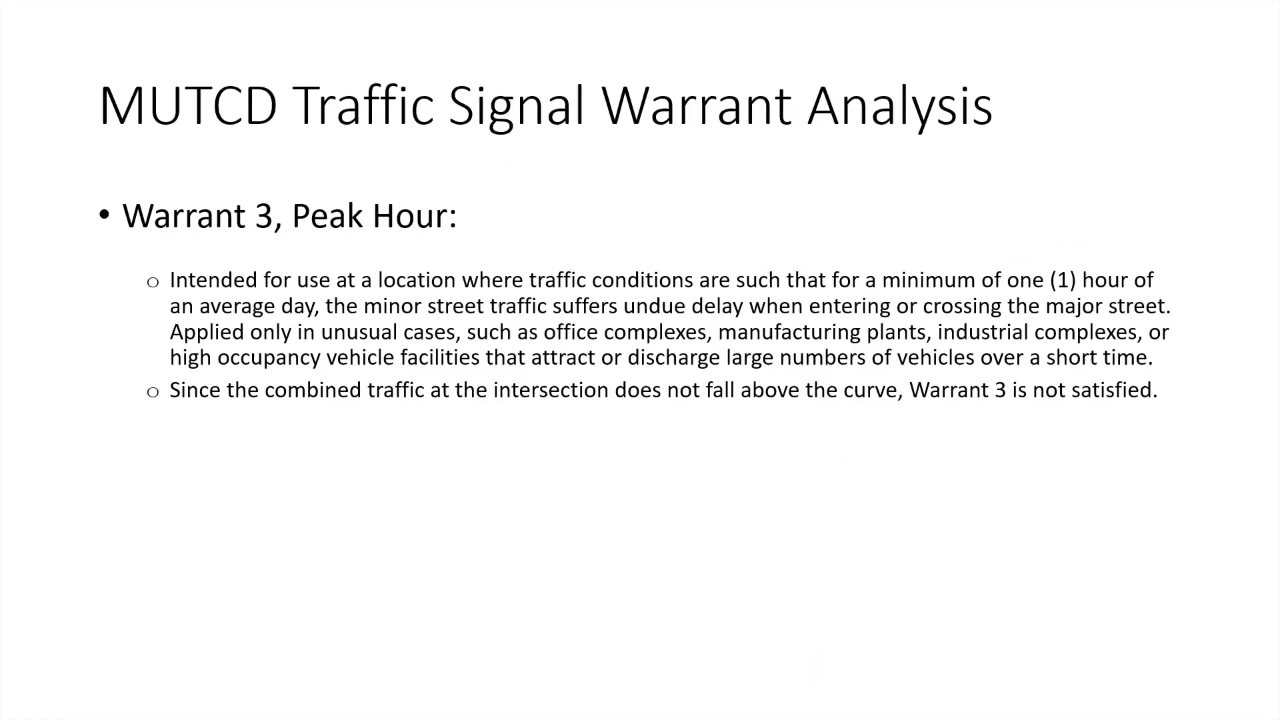 MUTCD Traffic Signal Warrant Analysis
• Warrant 3, Peak Hour:
o Intended for use at a location where traffic conditions are such that for a minimum of one (1) hour of
an average day, the minor street traffic suffers undue delay when entering or crossing the major street.
Applied only in unusual cases, such as office complexes, manufacturing plants, industrial complexes, or
high occupancy vehicle facilities that attract or discharge large numbers of vehicles over a short time.
o Since the combined traffic at the intersection does not fall above the curve, Warrant 3 is not satisfied.